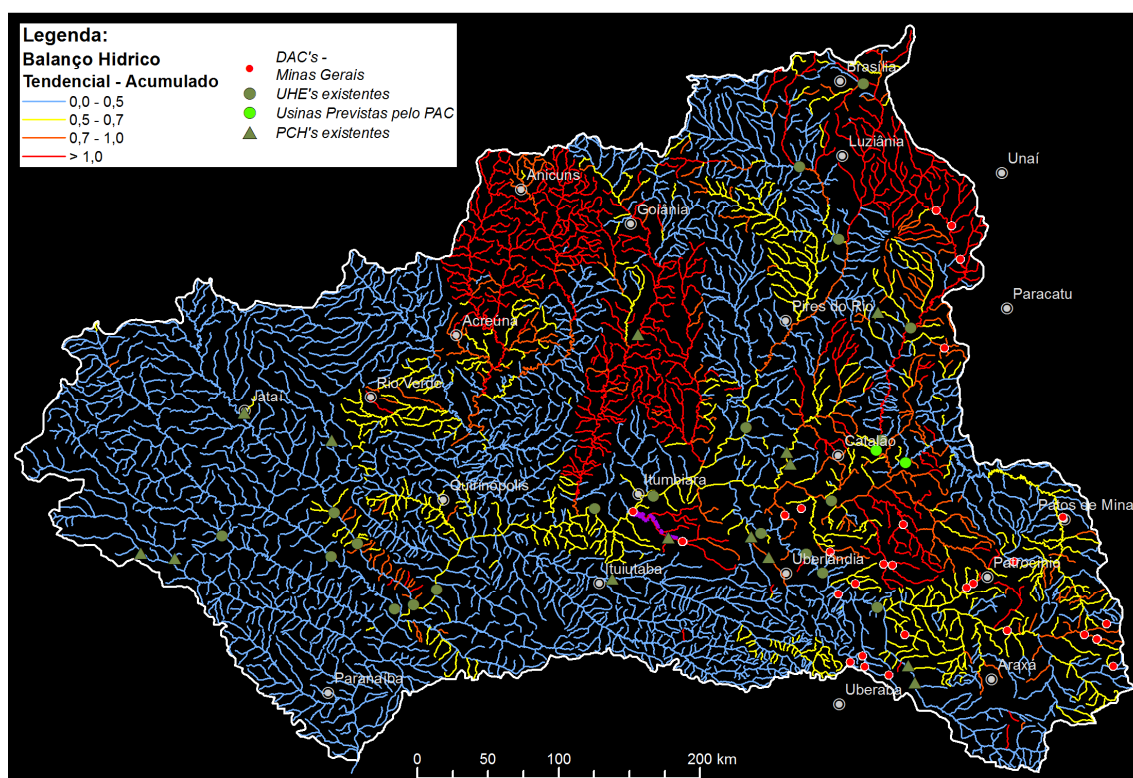 Legenda:
Balanço Hidrico
Tendencial - Acumulado
0,0 - 0,5
0,5 - 0,7
0,7 - 1,0
> 1,0
DAC's -
Minas Gerais
UHE's existentes
Usinas Previstas pelo PAC
PCH's existentes
Brasília
Luziânia
Unaí
Anicuns
Goiânia
Paracatu
Pires do Rio
Acreúna
Rio Verde
Jataí
Catalão
Itumbiara
Quirinópolis
Patos de Mina
Uberlândia
Patrocínio
Ituiutaba
Araxá
Paranaíba
Uberaba
0 50 100 200 km